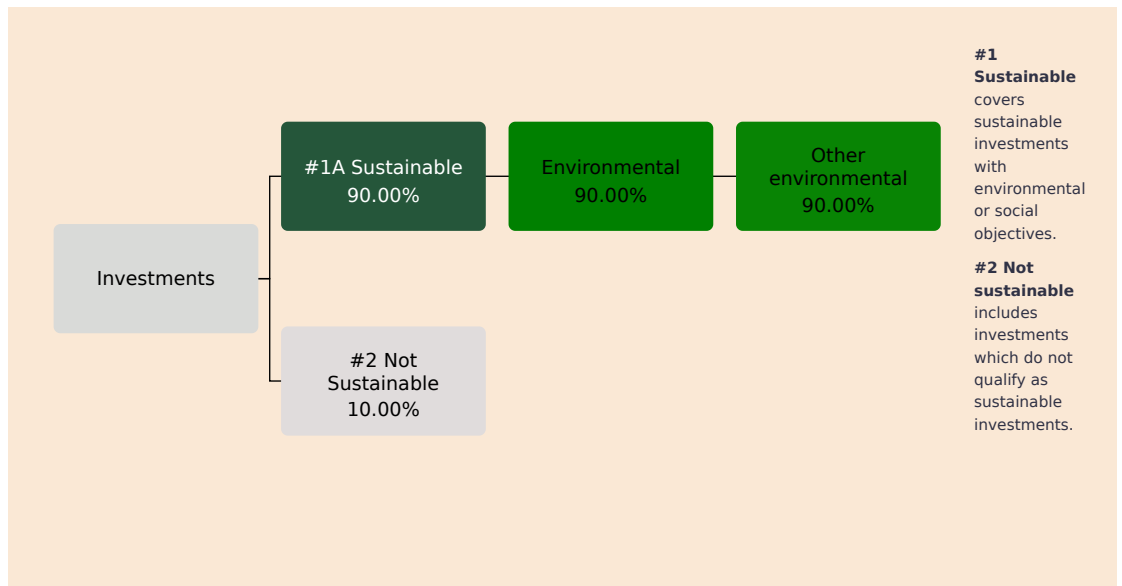 Investments
#1A Sustainable
90.00%
Environmental
90.00%
Other
environmental
90.00%
#2 Not
Sustainable
10.00%
#1
Sustainable
covers
sustainable
investments
with
environmental
or social
objectives.
#2 Not
sustainable
includes
investments
which do not
qualify as
sustainable
investments.